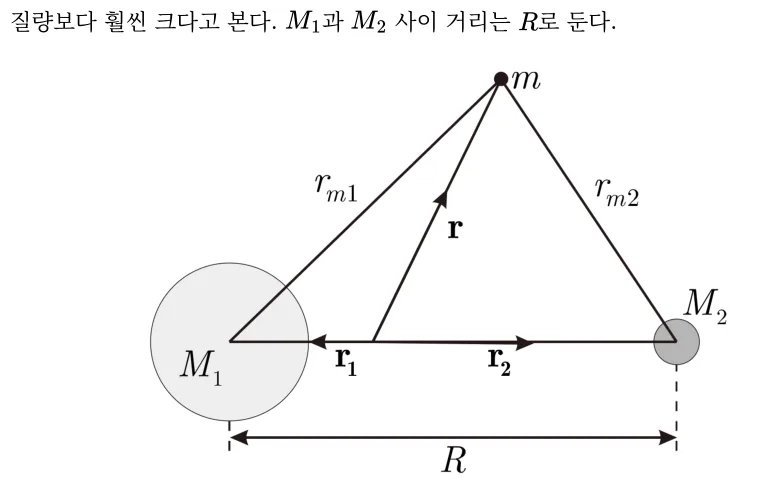 질량보다 훨씬 크다고 본다. M₁과 M₂ 사이 거리는 R로 둔다.
m
r_{m1}
r_{m2}
r
M₂
M₁
r₁
r₂
R